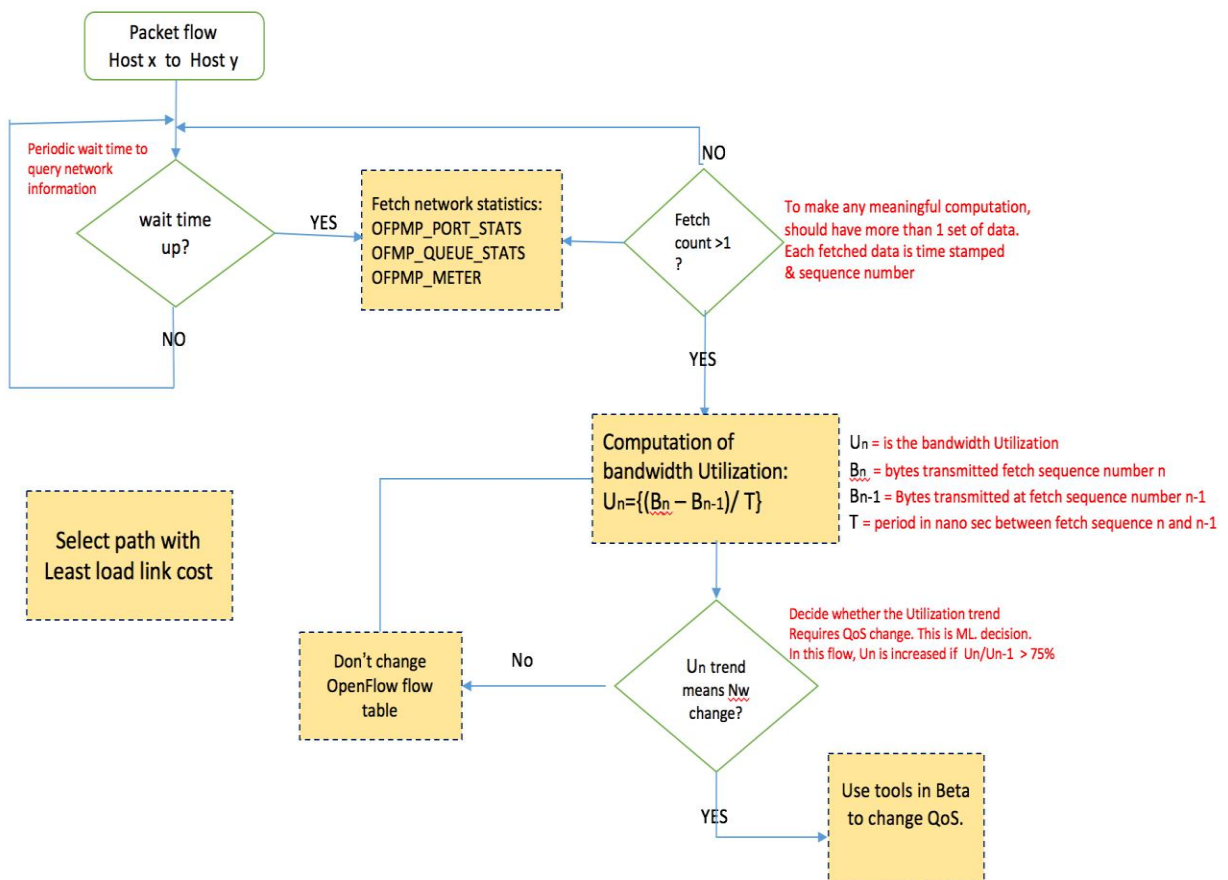 Packet flow
Host x to Host y
Periodic wait time to
query network
information
wait time
up?
YES
NO
Fetch network statistics:
OFPMP_PORT_STATS
OFMP_QUEUE_STATS
OFPMP_METER
NO
Fetch
count >1
?
To make any meaningful computation,
should have more than 1 set of data.
Each fetched data is time stamped
& sequence number
YES
Computation of
bandwidth Utilization:
Un={(Bn – Bn-1)/ T}
Un = is the bandwidth Utilization
Bn = bytes transmitted fetch sequence number n
Bn-1 = Bytes transmitted at fetch sequence number n-1
T = period in nano sec between fetch sequence n and n-1
Select path with
Least load link cost
Decide whether the Utilization trend
Requires QoS change. This is ML. decision.
In this flow, Un is increased if Un/Un-1 > 75%
Un trend
means Nw
change?
No
Don't change
OpenFlow flow
table
YES
Use tools in Beta
to change QoS.